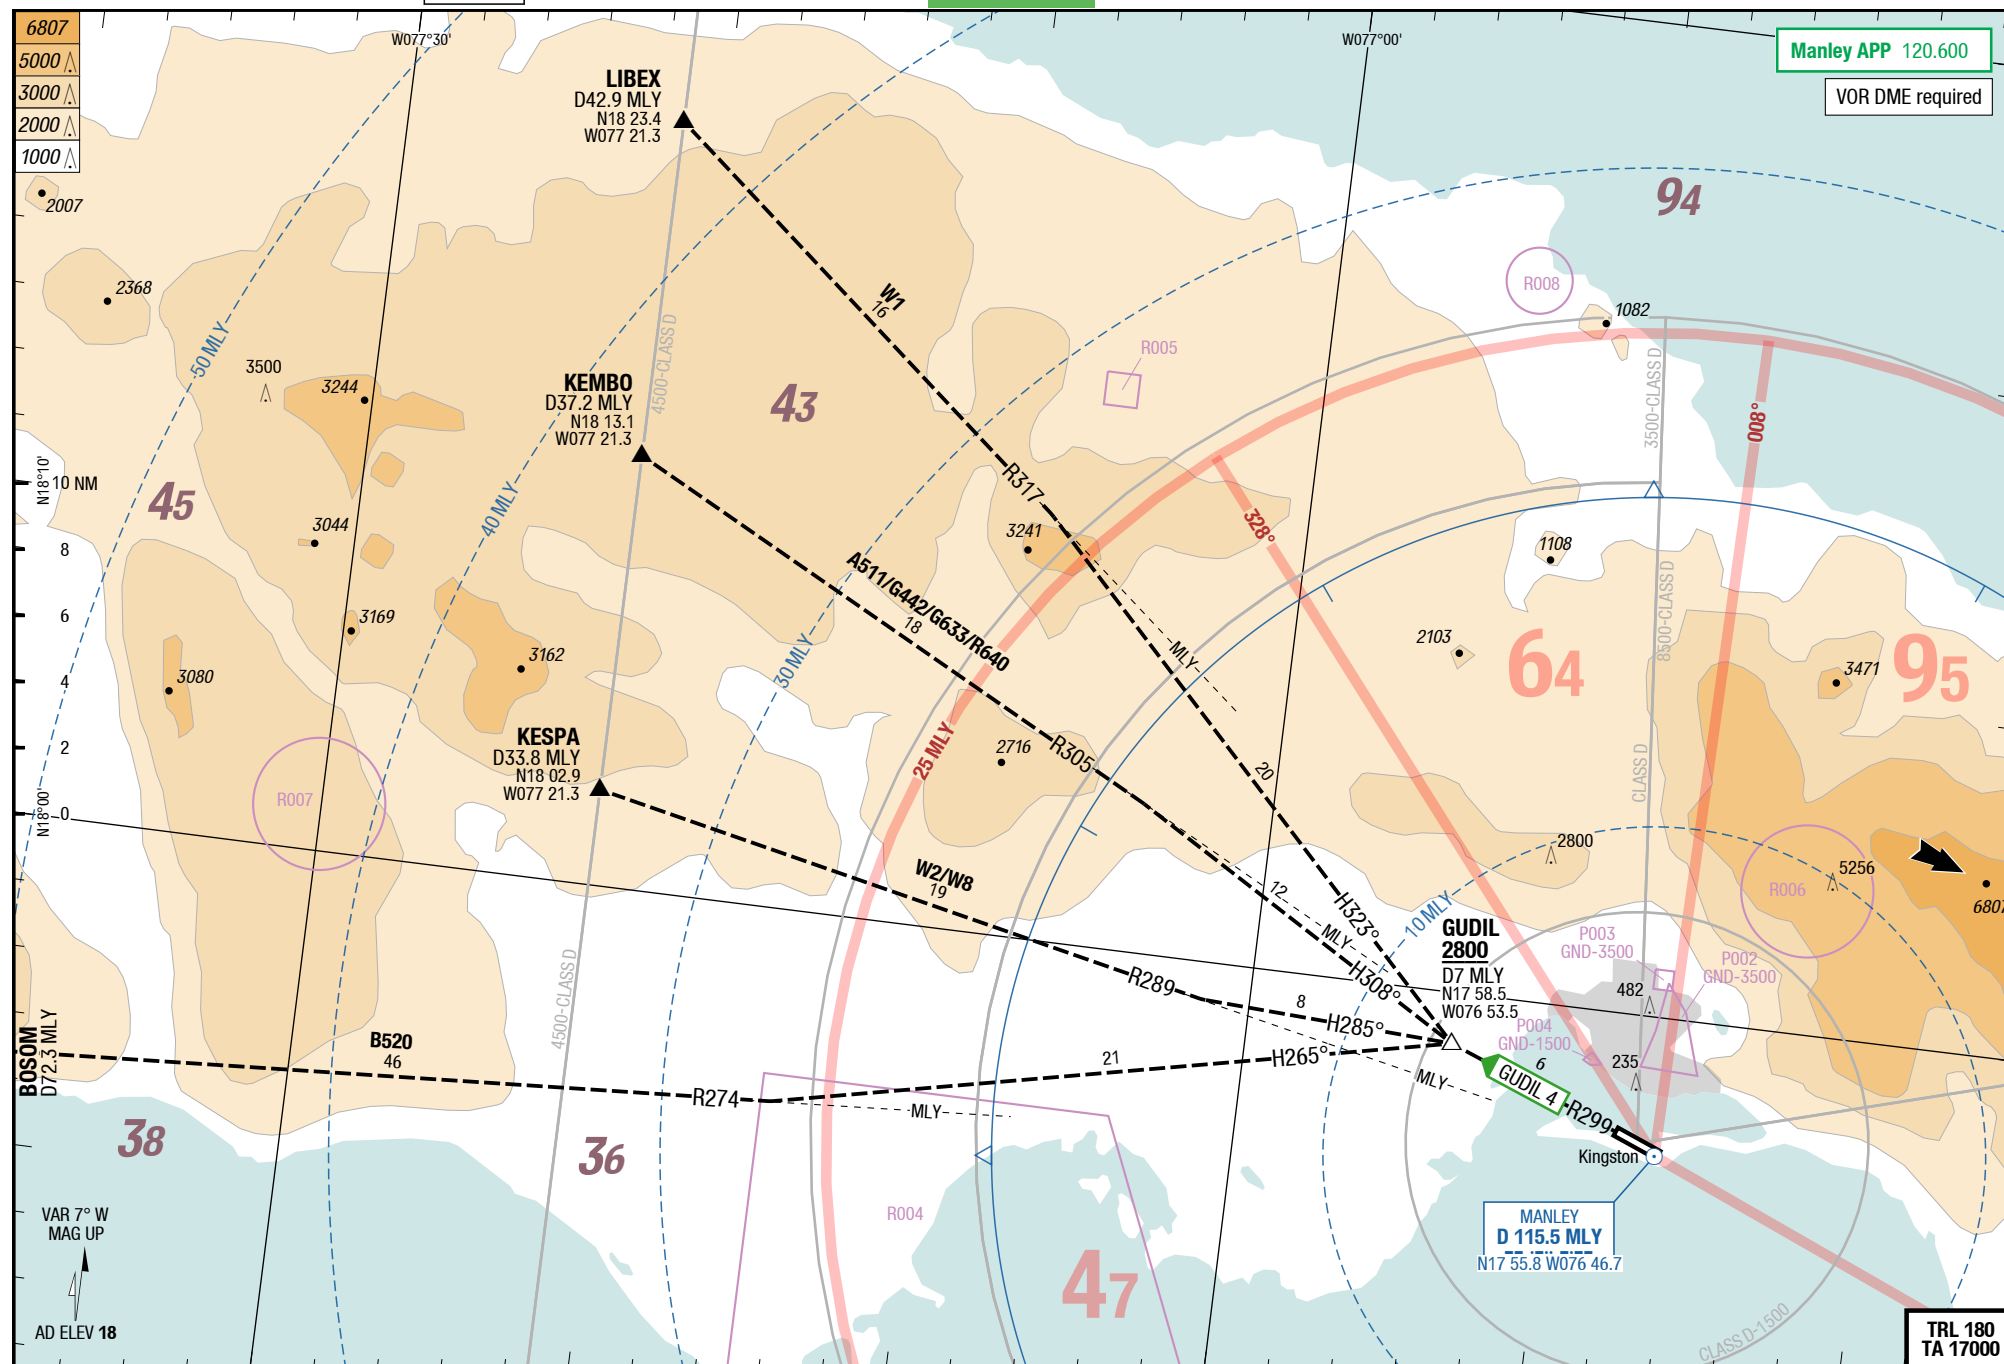 6807
5000
3000
2000
1000
2007
2368
W077°30'
W077°00'
Manley APP 120.600
VOR DME required
LIBEX
D42.9 MLY
N18 23.4
W077 21.3
94
R008
1082
W1
16
R005
50 MLY
3500
3244
KEMBO
D37.2 MLY
N18 13.1
W077 21.3
4500-CLASS D
43
3500-CLASS D
008°
N18°10'
10 NM
8
6
4
2
0
N18°00'
45
40 MLY
3044
R317
3241
328°
1108
3169
3162
3080
A511/G442/G633/R640
18
30 MLY
MLY
2103
64
8500-CLASS D
95
3471
KESPA
D33.8 MLY
N18 02.9
W077 21.3
25 MLY
2716
R305
20
CLASS D
R007
2800
5256
R006
6807
W2/W8
19
12
MLY
H323°
10 MLY
GUDIL
2800
D7 MLY
N17 58.5
W076 53.5
P003
GND-3500
P002
GND-3500
482
R289
H308°
8
H285°
P004
GND-1500
235
4500-CLASS D
BOSOM
D72.3 MLY
B520
46
R274
MLY
21
H265°
MLY
6
GUDIL 4
R299
38
36
Kingston
R004
47
MANLEY
D 115.5 MLY
N17 55.8 W076 46.7
VAR 7° W
MAG UP
AD ELEV 18
CLASS D-1500
TRL 180
TA 17000